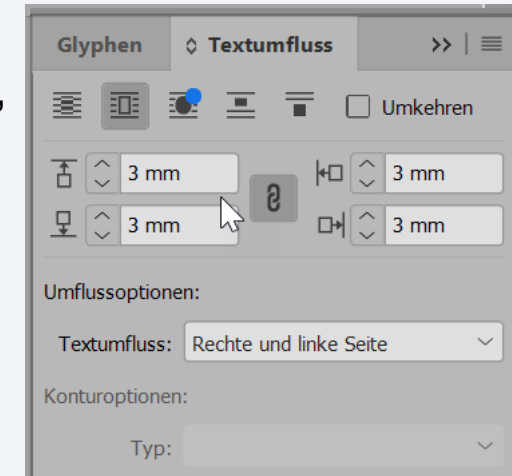 Glyphen Textumfluss
Umkehren
3 mm 3 mm
3 mm 3 mm
Umflussoptionen:
Textumfluss: Rechte und linke Seite
Konturoptionen:
Typ: